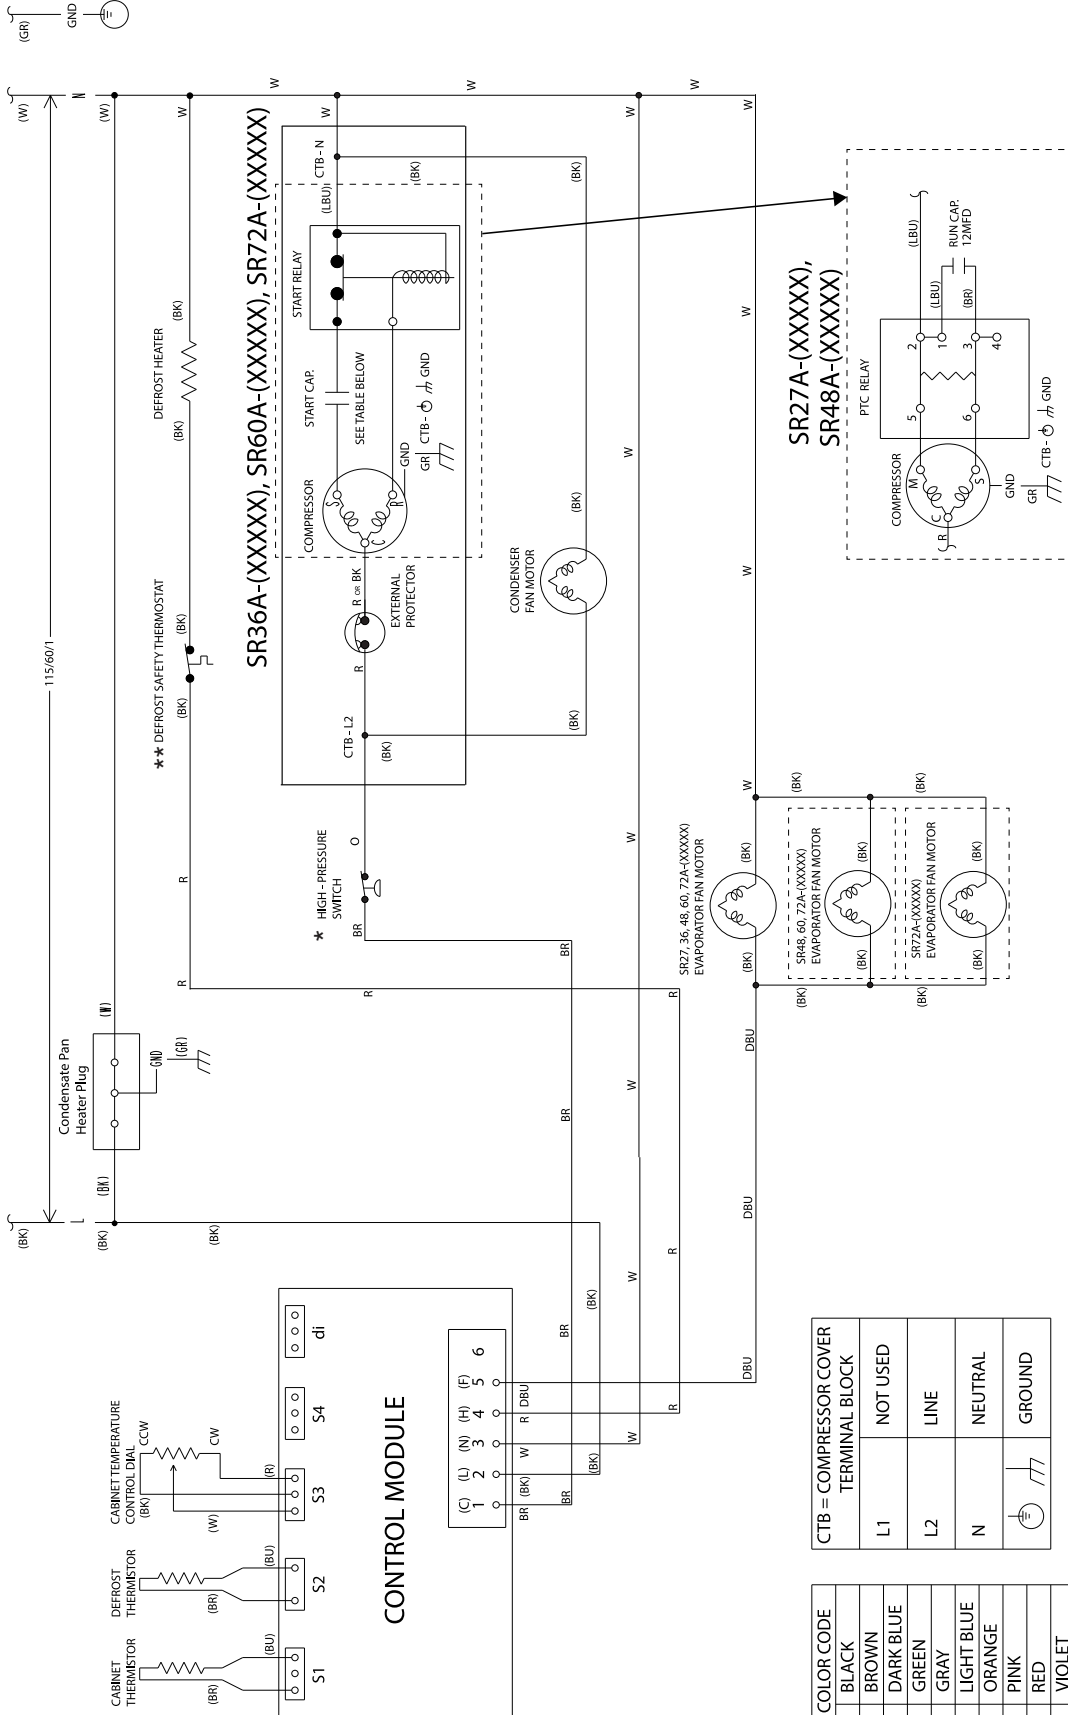 (GR)
GND
(W)
N
(W)
W
W
W
W
W
W
W
115/60/1
Condensate Pan
Heater Plug
(W)
(BK)
GND
(GR)
(BK)
L
(BK)
(BK)
DEFROST HEATER
(BK)
(BK)
** DEFROST SAFETY THERMOSTAT
(BK)
(BK)
R
R
R
R
R
R
SR36A-(XXXXX), SR60A-(XXXXX), SR72A-(XXXXX)
CTB - N
(LBU)
(BK)
START RELAY
START CAP.
SEE TABLE BELOW
COMPRESSOR
S
R
C
GND
GR
CTB -
GND
R OR BK
EXTERNAL
PROTECTOR
R
CTB - L2
(BK)
(BK)
(BK)
(BK)
CONDENSER
FAN MOTOR
O
* HIGH - PRESSURE
SWITCH
BR
BR
BR
BR
BR
W
W
W
W
W
W
W
W
W
SR27A-(XXXXX),
SR48A-(XXXXX)
(LBU)
RUN CAP.
12MFD
(LBU)
(BR)
PTC RELAY
2
1
3
4
5
6
COMPRESSOR
M
C
S
R
GND
GR
CTB -
GND
SR27, 36, 48, 60, 72A-(XXXXX)
EVAPORATOR FAN MOTOR
(BK)
(BK)
SR48, 60, 72A-(XXXXX)
EVAPORATOR FAN MOTOR
(BK)
(BK)
SR72A-(XXXXX)
EVAPORATOR FAN MOTOR
(BK)
(BK)
(BK)
(BK)
(BK)
(BK)
DBU
DBU
DBU
CABINET
THERMISTOR
(BR)
(BU)
S1
DEFROST
THERMISTOR
(BR)
(BU)
S2
CABINET TEMPERATURE
CONTROL DIAL
(BK)
CCW
CW
(W)
(R)
S3
S4
di
CONTROL MODULE
(C) (L) (N) (H) (F)
1 2 3 4 5 6
BR (BK) W R DBU
(BK)
(BK)
CTB = COMPRESSOR COVER
TERMINAL BLOCK
L1 NOT USED
L2 LINE
N NEUTRAL
GROUND
COLOR CODE
BLACK
BROWN
DARK BLUE
GREEN
GRAY
LIGHT BLUE
ORANGE
PINK
RED
VIOLET